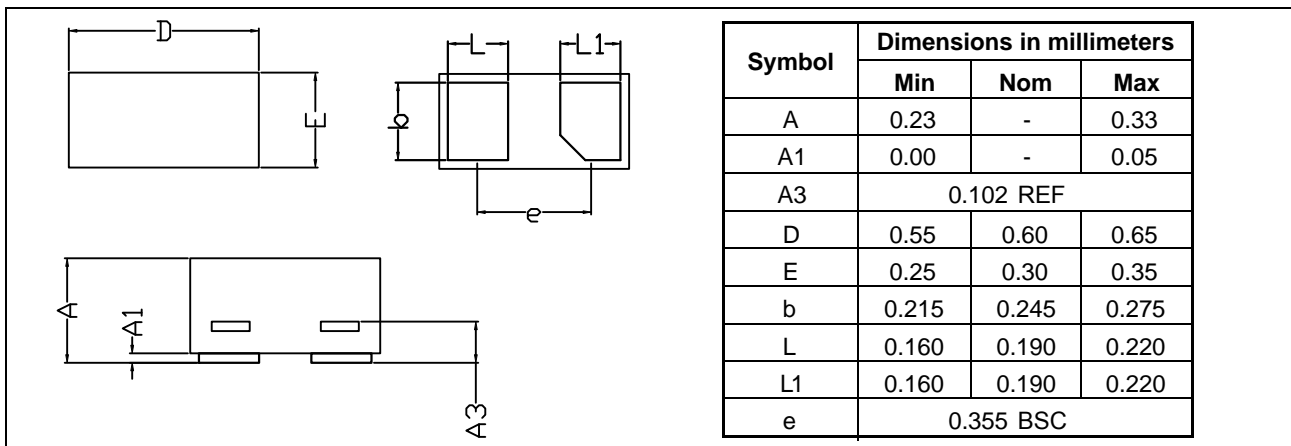 D
E
L
L1
b
e
A
A1
A3
Symbol Dimensions in millimeters
Min Nom Max
A 0.23 - 0.33
A1 0.00 - 0.05
A3 0.102 REF
D 0.55 0.60 0.65
E 0.25 0.30 0.35
b 0.215 0.245 0.275
L 0.160 0.190 0.220
L1 0.160 0.190 0.220
e 0.355 BSC